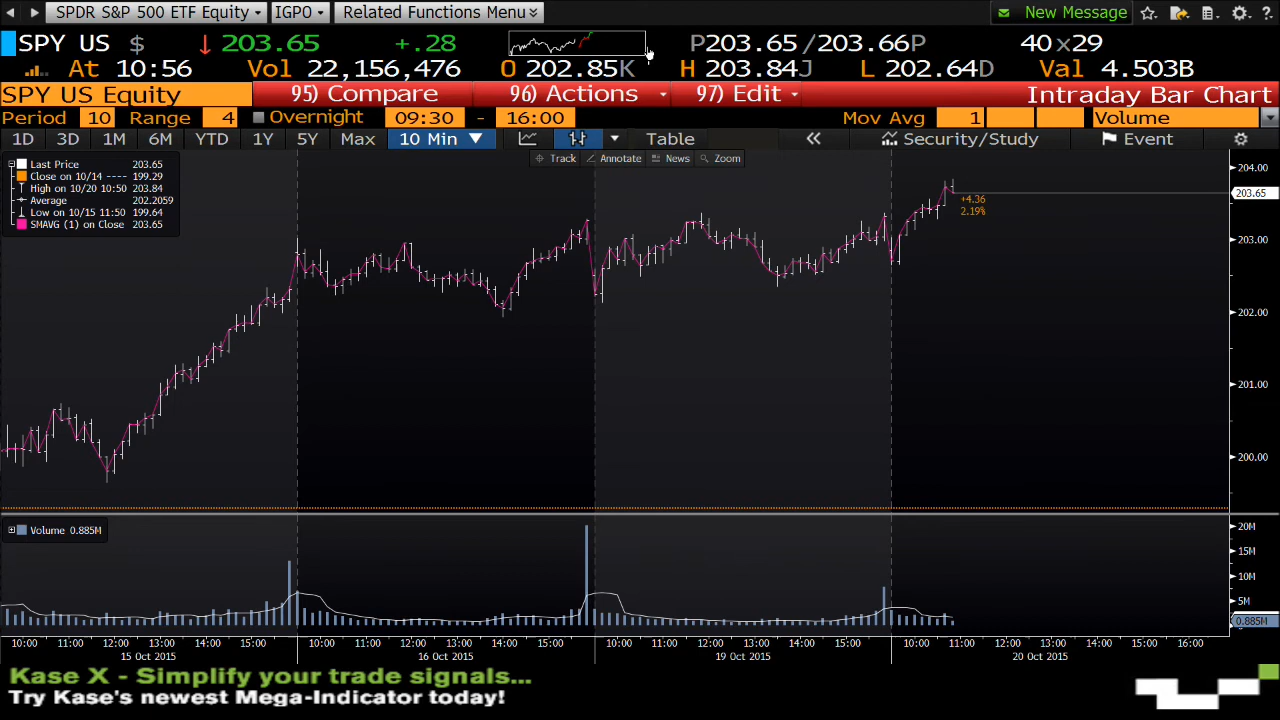 SPDR S&P 500 ETF Equity IGPO Related Functions Menu New Message
SPY US $ 203.65 +.28 P203.65/203.66P 40x29
At 10:56 Vol 22,156,476 O 202.85K H 203.84J L 202.64D Val 4.503B
SPY US Equity 95) Compare 96) Actions 97) Edit Intraday Bar Chart
Period 10 Range 4 Overnight 09:30 - 16:00 Mov Avg 1 Volume
1D 3D 1M 6M YTD 1Y 5Y Max 10 Min Table Security/Study Event
Track Annotate News Zoom
Last Price 203.65
Close on 10/14 ---- 199.29
High on 10/20 10:50 203.84
Average 202.2059
Low on 10/15 11:50 199.64
SMAVG (1) on Close 203.65
204.00
203.65
+4.36
2.19%
203.00
202.00
201.00
200.00
Volume 0.885M
20M
15M
10M
5M
0.885M
10:00 11:00 12:00 13:00 14:00 15:00 10:00 11:00 12:00 13:00 14:00 15:00 10:00 11:00 12:00 13:00 14:00 15:00 10:00 11:00 12:00 13:00 14:00 15:00 16:00
15 Oct 2015 16 Oct 2015 19 Oct 2015 20 Oct 2015
Kase X - Simplify your trade signals...
Try Kase's newest Mega-Indicator today!